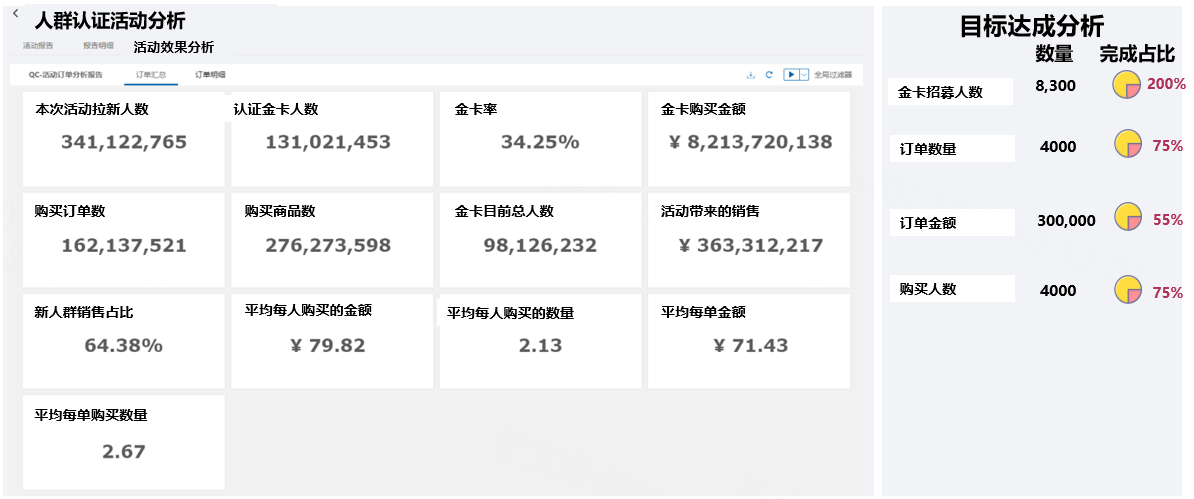 人群认证活动分析
活动报告 报告明细 活动效果分析
QC-活动订单分析报告 订单汇总 订单明细 全局过滤器
本次活动拉新人数 认证金卡人数 金卡率 金卡购买金额
341,122,765 131,021,453 34.25% ¥ 8,213,720,138
购买订单数 购买商品数 金卡目前总人数 活动带来的销售
162,137,521 276,273,598 98,126,232 ¥ 363,312,217
新人群销售占比 平均每人购买的金额 平均每人购买的数量 平均每单金额
64.38% ¥ 79.82 2.13 ¥ 71.43
平均每单购买数量
2.67
目标达成分析
数量 完成占比
金卡招募人数 8,300 200%
订单数量 4000 75%
订单金额 300,000 55%
购买人数 4000 75%